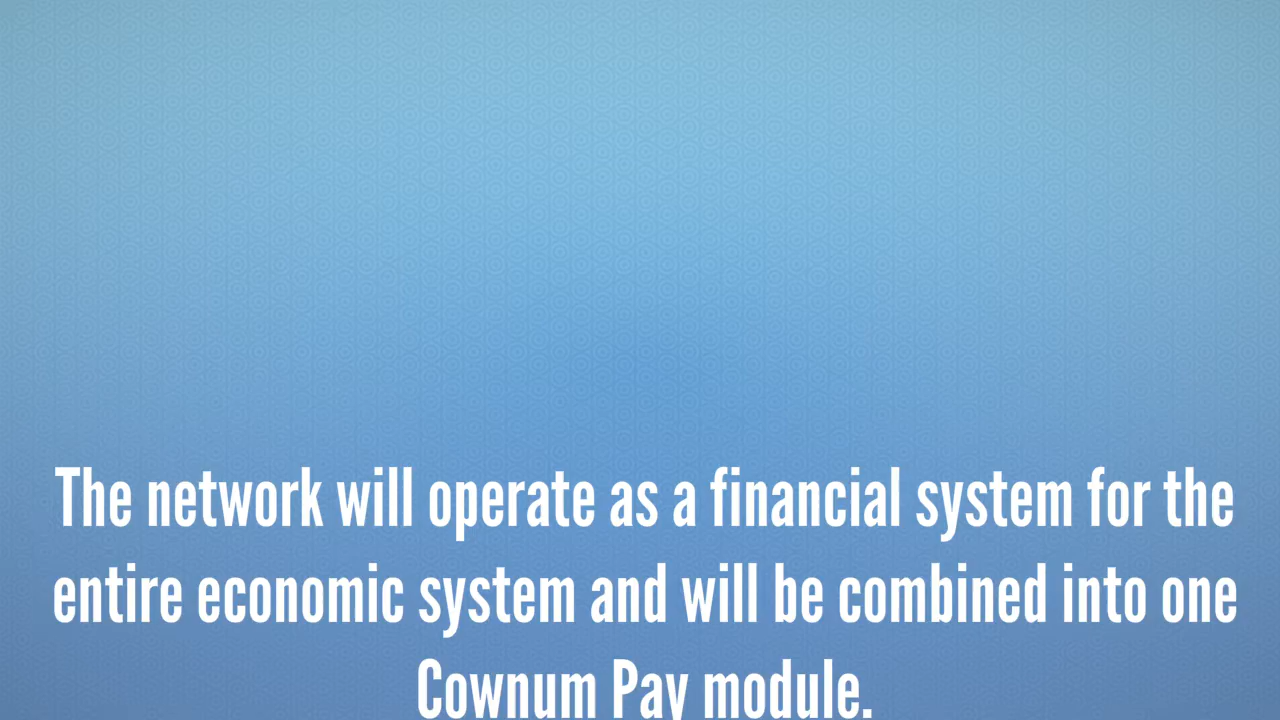 The network will operate as a financial system for the
entire economic system and will be combined into one
Cownum Pay module.